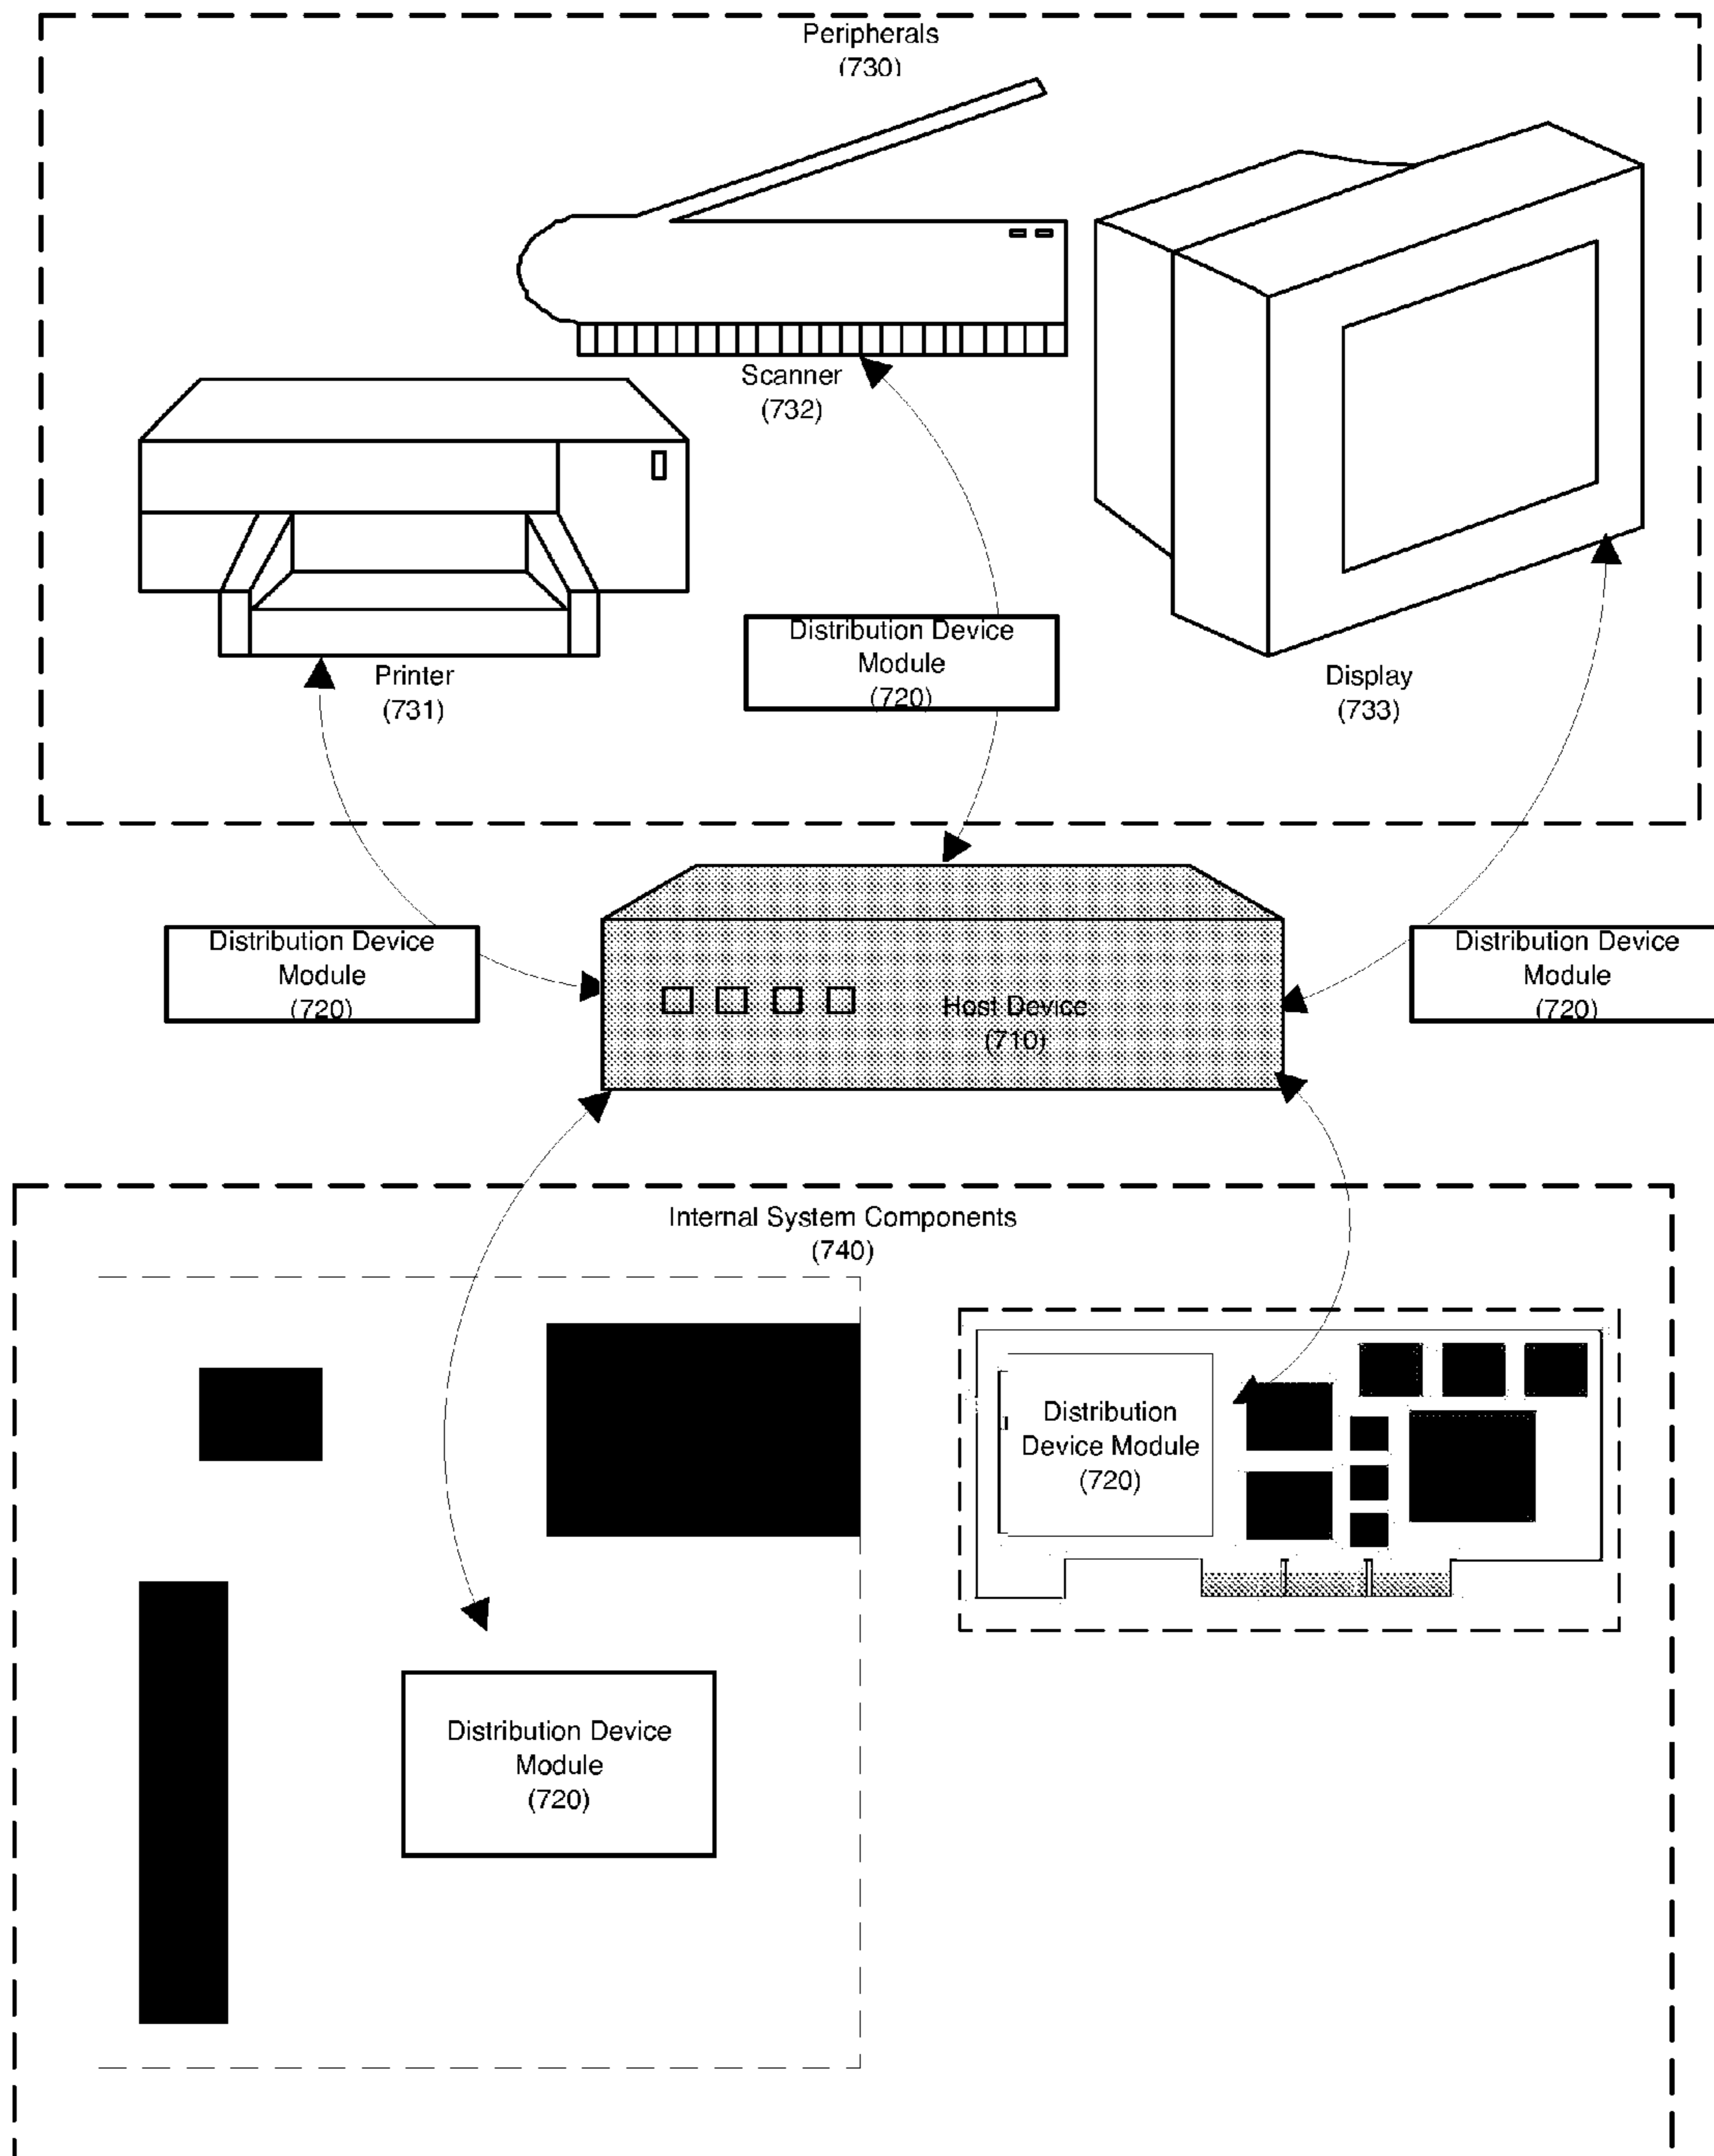 Peripherals
(730)
Scanner
(732)
Distribution Device
Module
(720)
Printer
(731)
Display
(733)
Distribution Device
Module
(720)
Host Device
(710)
Distribution Device
Module
(720)
Internal System Components
(740)
Distribution
Device Module
(720)
Distribution Device
Module
(720)